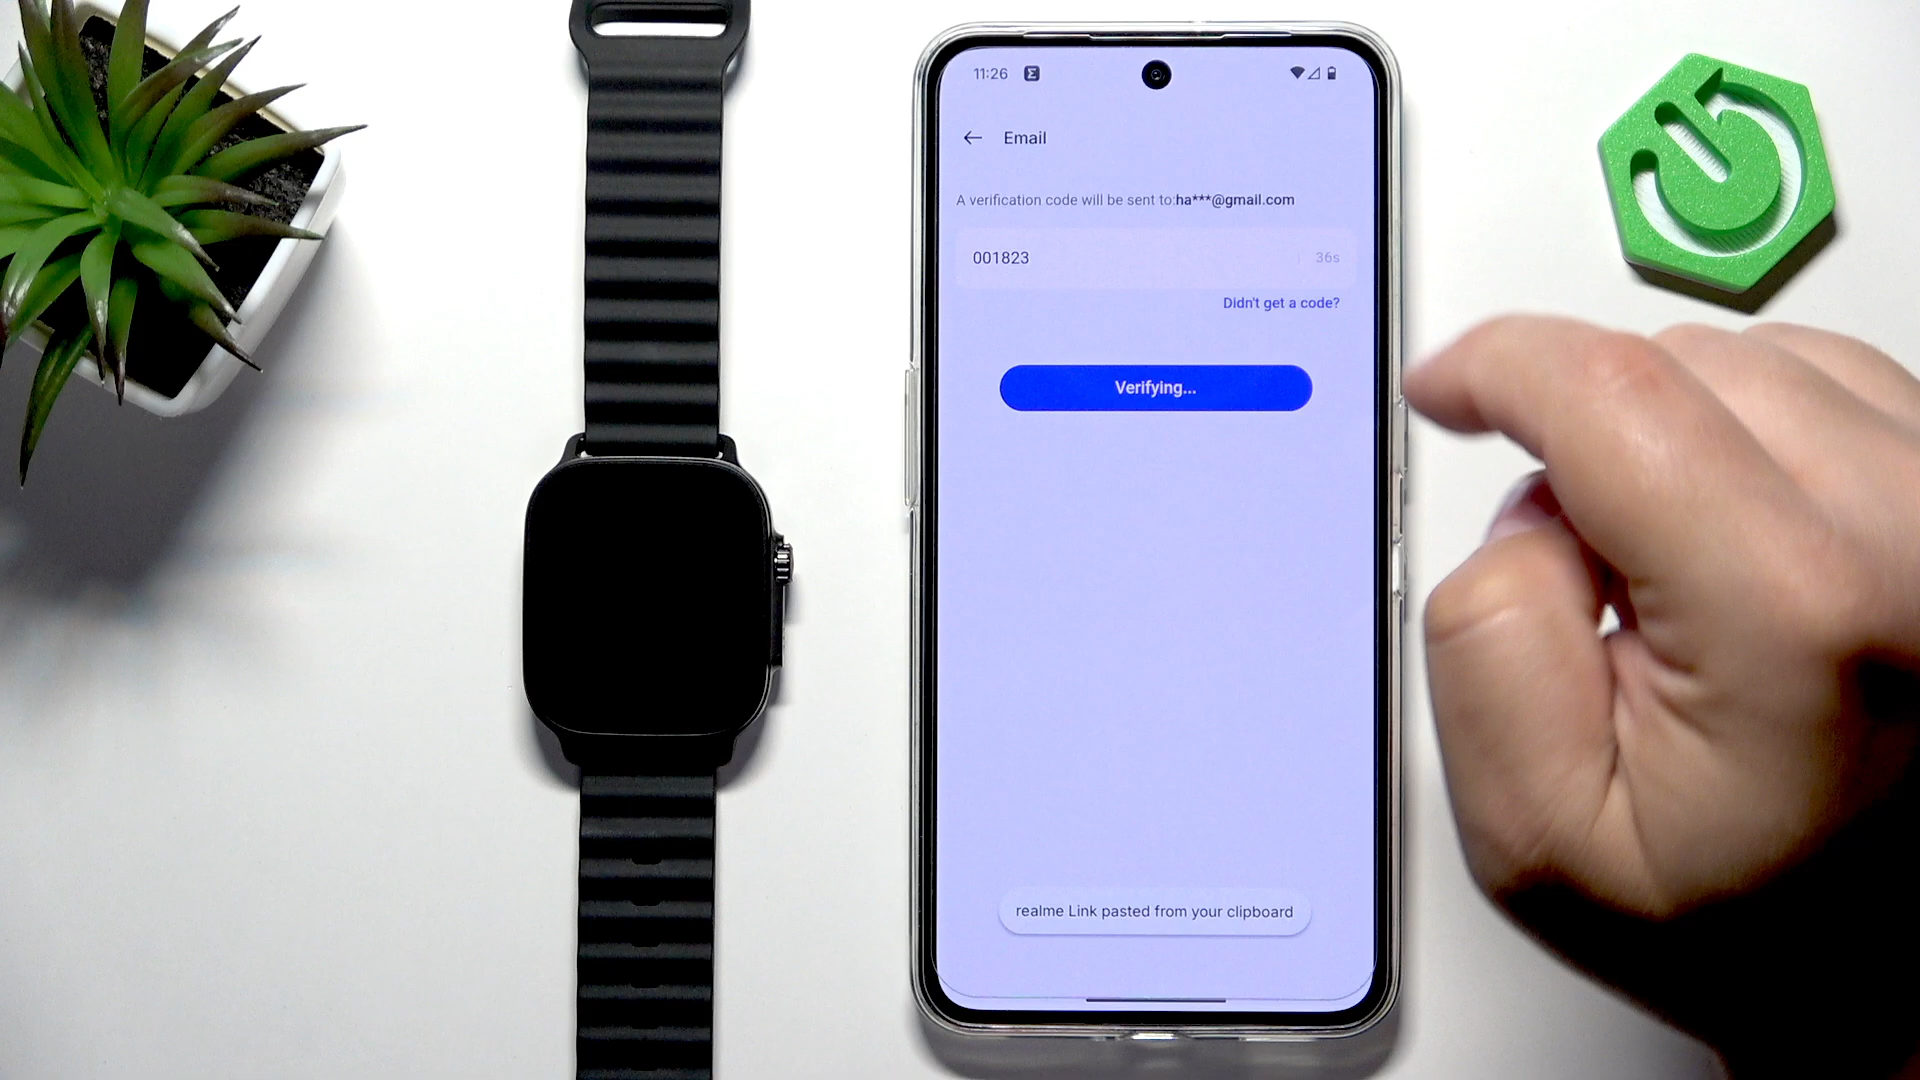 11:26
Email
A verification code will be sent to:ha***@gmail.com
001823
36s
Didn't get a code?
Verifying...
realme Link pasted from your clipboard